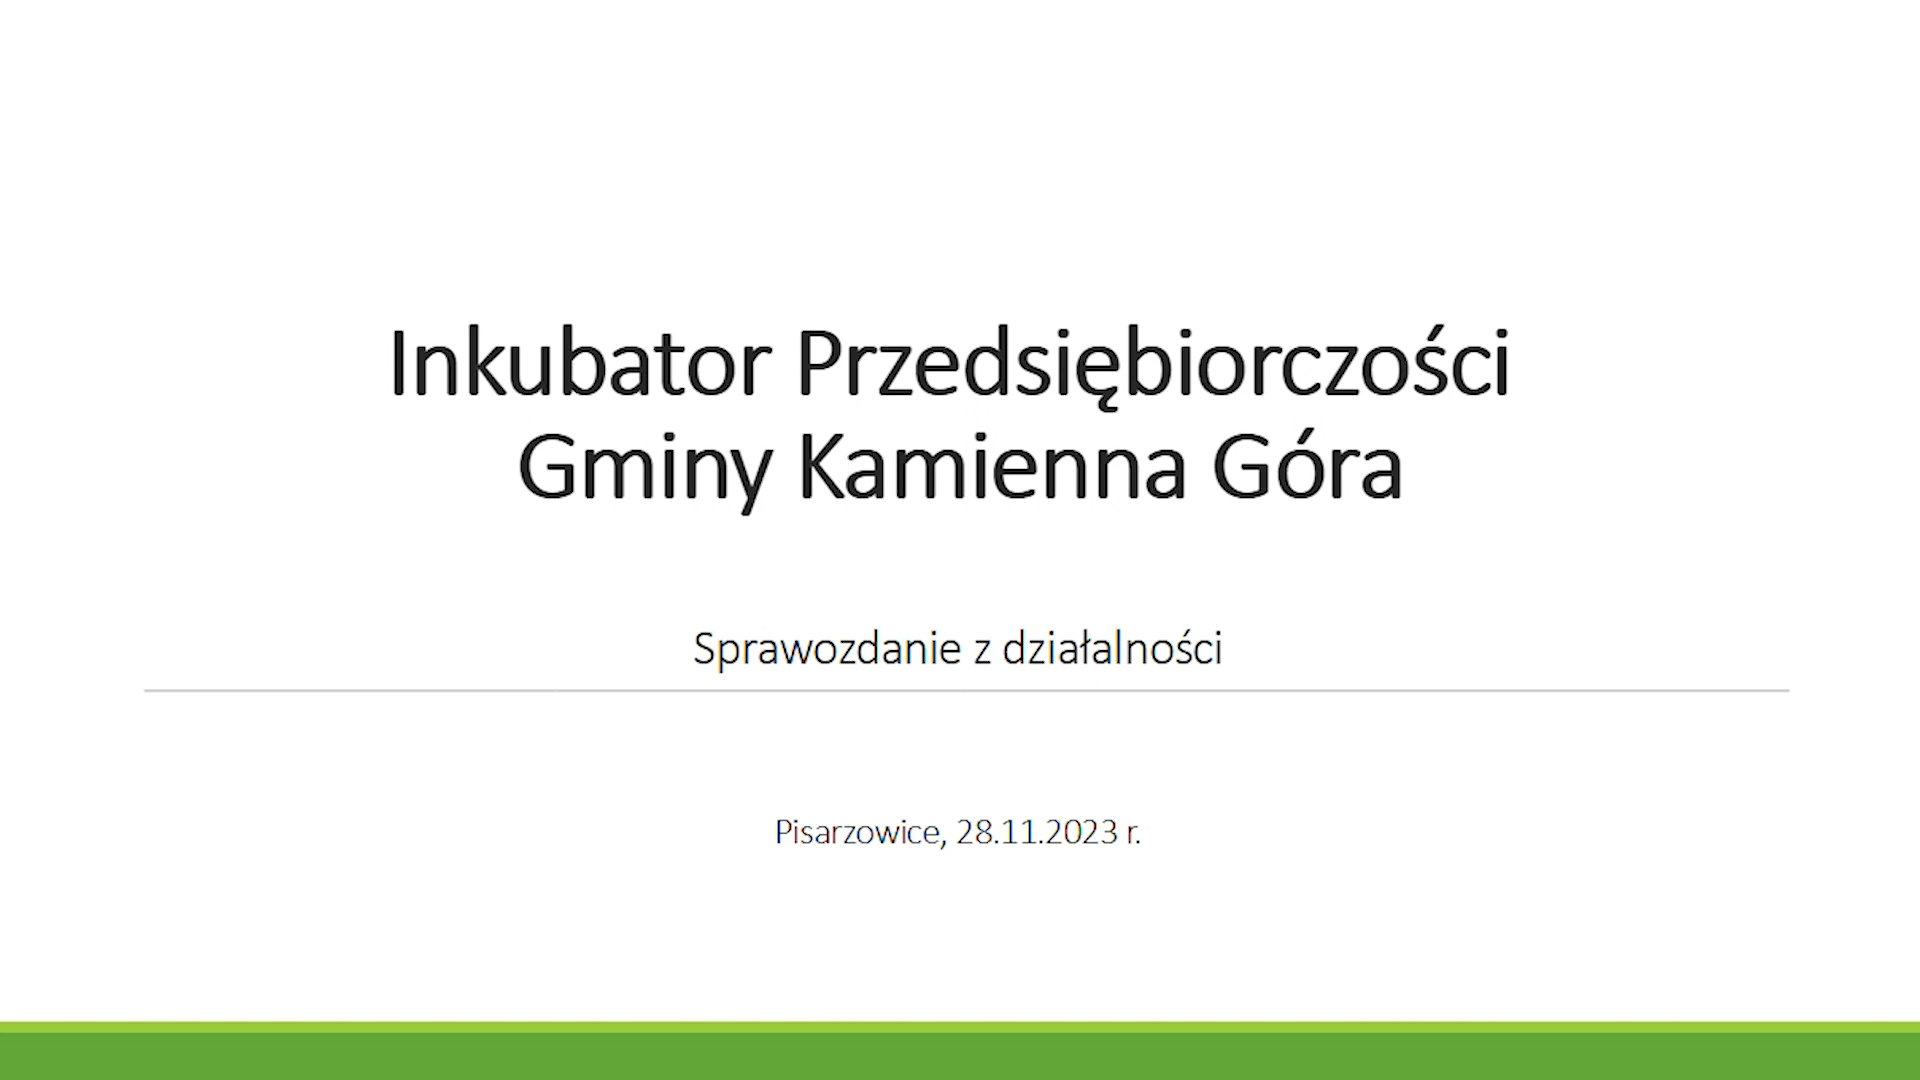 Inkubator Przedsiębiorczości
Gminy Kamienna Góra
Sprawozdanie z działalności
Pisarzowice, 28.11.2023 r.